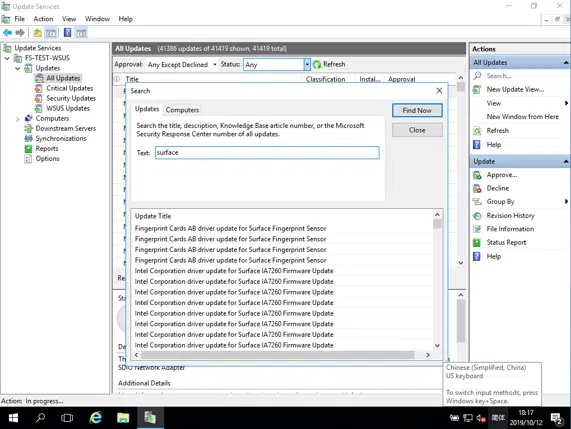 Update Services
File Action View Window Help
Update Services
FS-TEST-WSUS
Updates
All Updates
Critical Updates
Security Updates
WSUS Updates
Computers
Downstream Servers
Synchronizations
Reports
Options
All Updates (41386 updates of 41419 shown, 41419 total)
Approval: Any Except Declined Status: Any Refresh
Title Classification Instal... Approval
Search
Updates Computers
Search the title, description, Knowledge Base article number, or the Microsoft
Security Response Center number of all updates.
Text: surface
Find Now
Close
Update Title
Fingerprint Cards AB driver update for Surface Fingerprint Sensor
Fingerprint Cards AB driver update for Surface Fingerprint Sensor
Fingerprint Cards AB driver update for Surface Fingerprint Sensor
Fingerprint Cards AB driver update for Surface Fingerprint Sensor
Intel Corporation driver update for Surface IA7260 Firmware Update
Intel Corporation driver update for Surface IA7260 Firmware Update
Intel Corporation driver update for Surface IA7260 Firmware Update
Intel Corporation driver update for Surface IA7260 Firmware Update
Intel Corporation driver update for Surface IA7260 Firmware Update
Intel Corporation driver update for Surface IA7260 Firmware Update
Intel Corporation driver update for Surface IA7260 Firmware Update
Intel Corporation driver update for Surface IA7260 Firmware Update
SDIO Network Adapter
Additional Details
Actions
All Updates
Search...
New Update View...
View
New Window from Here
Refresh
Help
Update
Approve...
Decline
Group By
Revision History
File Information
Status Report
Help
Chinese (Simplified, China)
US keyboard
To switch input methods, press
Windows key+Space.
Action: In progress...
简体
18:17
2019/10/12
2